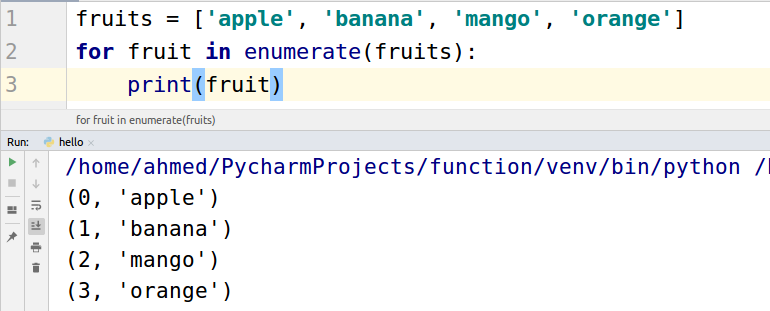 1 fruits = ['apple', 'banana', 'mango', 'orange']
2 for fruit in enumerate(fruits):
3     print(fruit)
for fruit in enumerate(fruits)
Run: hello ×
/home/ahmed/PycharmProjects/function/venv/bin/python /
(0, 'apple')
(1, 'banana')
(2, 'mango')
(3, 'orange')